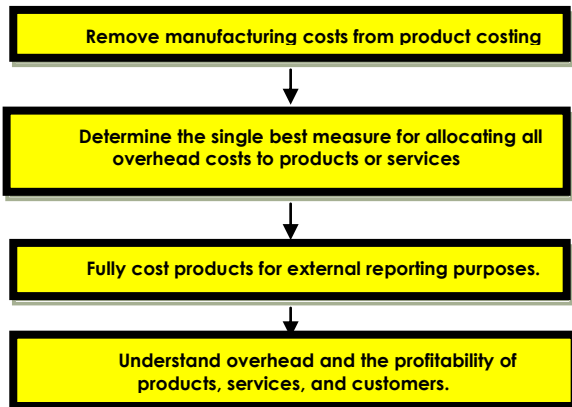 Remove manufacturing costs from product costing
Determine the single best measure for allocating all
overhead costs to products or services
Fully cost products for external reporting purposes.
Understand overhead and the profitability of
products, services, and customers.